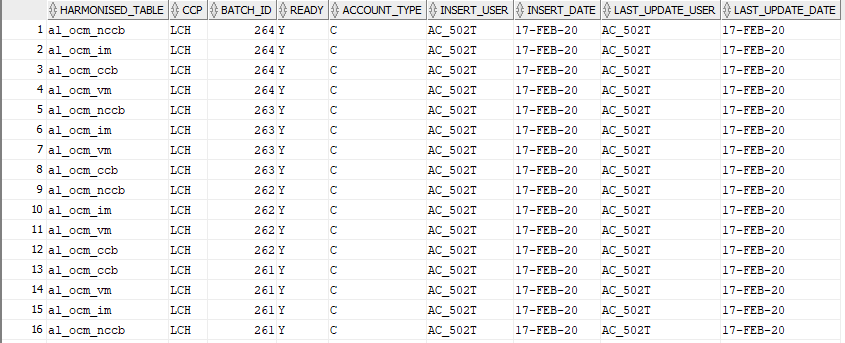 HARMONISED_TABLE CCP BATCH_ID READY ACCOUNT_TYPE INSERT_USER INSERT_DATE LAST_UPDATE_USER LAST_UPDATE_DATE
1 al_ocm_nccb LCH 264 Y C AC_502T 17-FEB-20 AC_502T 17-FEB-20
2 al_ocm_im LCH 264 Y C AC_502T 17-FEB-20 AC_502T 17-FEB-20
3 al_ocm_ccb LCH 264 Y C AC_502T 17-FEB-20 AC_502T 17-FEB-20
4 al_ocm_vm LCH 264 Y C AC_502T 17-FEB-20 AC_502T 17-FEB-20
5 al_ocm_nccb LCH 263 Y C AC_502T 17-FEB-20 AC_502T 17-FEB-20
6 al_ocm_im LCH 263 Y C AC_502T 17-FEB-20 AC_502T 17-FEB-20
7 al_ocm_vm LCH 263 Y C AC_502T 17-FEB-20 AC_502T 17-FEB-20
8 al_ocm_ccb LCH 263 Y C AC_502T 17-FEB-20 AC_502T 17-FEB-20
9 al_ocm_nccb LCH 262 Y C AC_502T 17-FEB-20 AC_502T 17-FEB-20
10 al_ocm_im LCH 262 Y C AC_502T 17-FEB-20 AC_502T 17-FEB-20
11 al_ocm_vm LCH 262 Y C AC_502T 17-FEB-20 AC_502T 17-FEB-20
12 al_ocm_ccb LCH 262 Y C AC_502T 17-FEB-20 AC_502T 17-FEB-20
13 al_ocm_ccb LCH 261 Y C AC_502T 17-FEB-20 AC_502T 17-FEB-20
14 al_ocm_vm LCH 261 Y C AC_502T 17-FEB-20 AC_502T 17-FEB-20
15 al_ocm_im LCH 261 Y C AC_502T 17-FEB-20 AC_502T 17-FEB-20
16 al_ocm_nccb LCH 261 Y C AC_502T 17-FEB-20 AC_502T 17-FEB-20